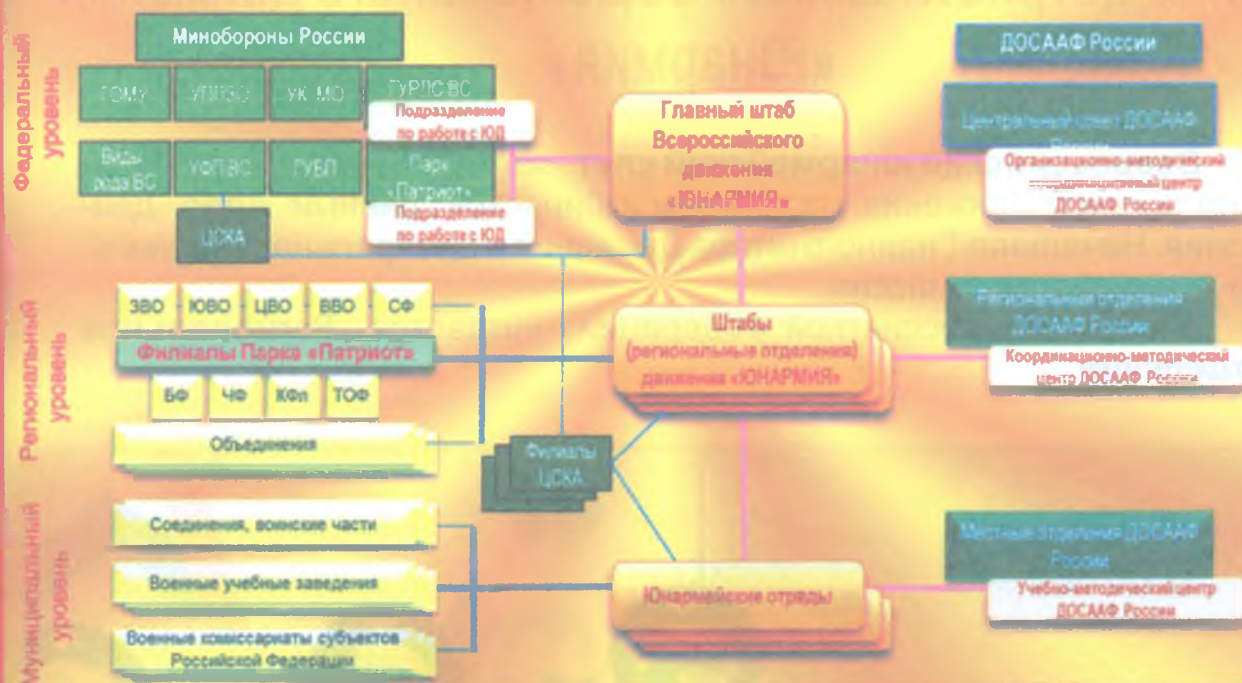 Федеральный
уровень
Минобороны России
ГОМУ
УК МО
ГУРЛС ВС
Подразделение
по работе с ЮД
Виды
рода ВС
УФП ВС
ГУБП
Парк
«Патриот»
Подразделение
по работе с ЮД
ЦСКА
Главный штаб
Всероссийского
движения
«ЮНАРМИЯ»
ДОСААФ России
Центральный совет ДОСААФ
Организационно-методический
координационный центр
ДОСААФ России
Региональный
уровень
ЗВО
ЮВО
ЦВО
ВВО
СФ
Филиалы Парка «Патриот»
БФ
ЧФ
КФл
ТОФ
Объединения
Филиалы
ЦСКА
Штабы
(региональные отделения)
движения «ЮНАРМИЯ»
Региональные отделения
ДОСААФ России
Координационно-методический
центр ДОСААФ России
Муниципальный
уровень
Соединения, воинские части
Военные учебные заведения
Военные комиссариаты субъектов
Российской Федерации
Юнармейские отряды
Местные отделения ДОСААФ
России
Учебно-методический центр
ДОСААФ России